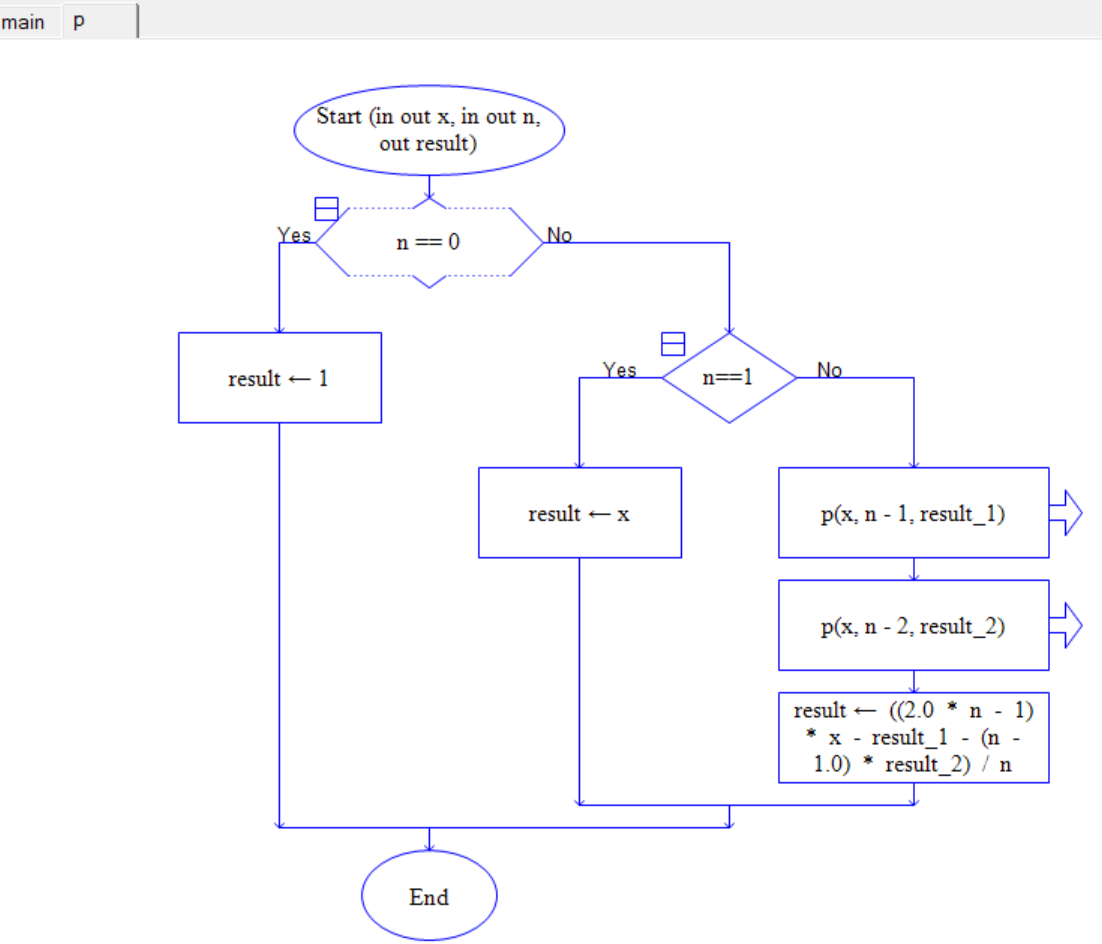 main
p
Start (in out x, in out n,
out result)
Yes
n == 0
No
result ← 1
Yes
n==1
No
result ← x
p(x, n - 1, result_1)
p(x, n - 2, result_2)
result ← ((2.0 * n - 1)
* x - result_1 - (n -
1.0) * result_2) / n
End